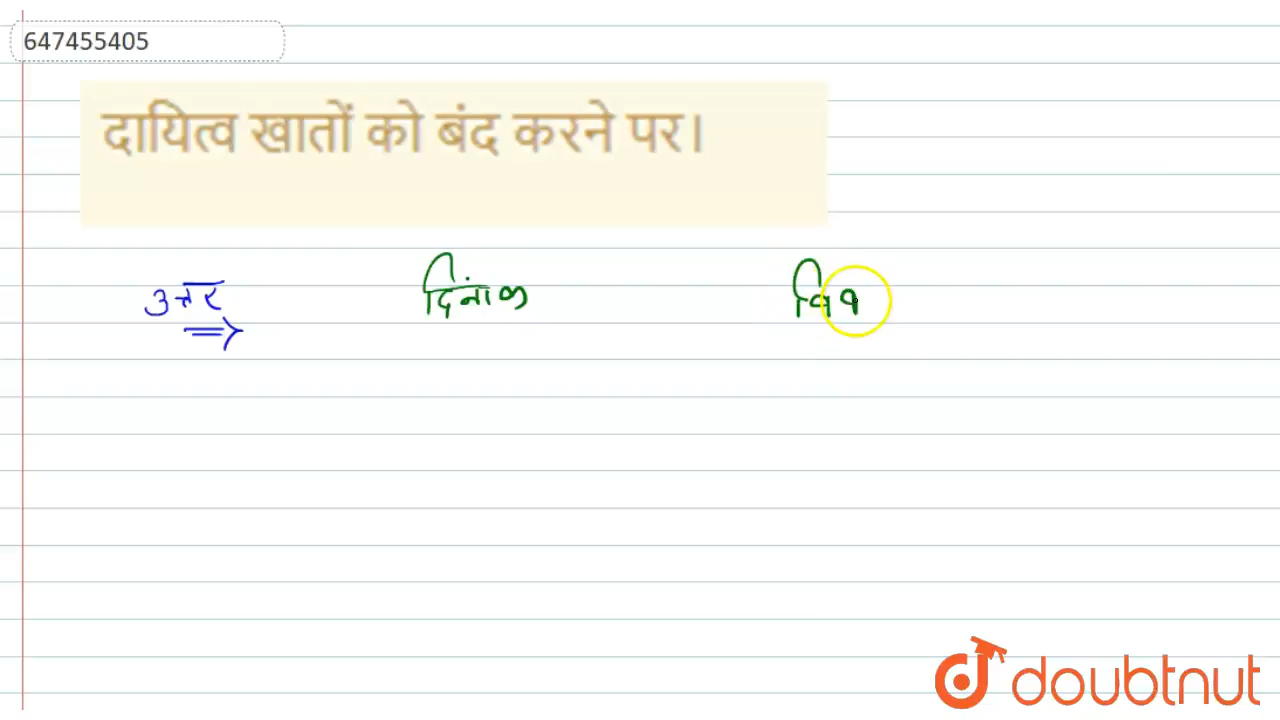 647455405
दायित्व खातों को बंद करने पर।
उत्तर दिनांक विव
doubtnut